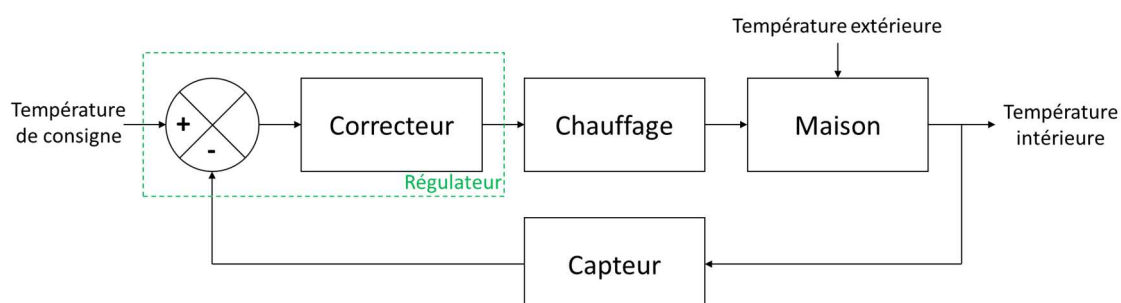 Température extérieure
Température
de consigne
+
-
Correcteur
Régulateur
Chauffage
Maison
Température
intérieure
Capteur